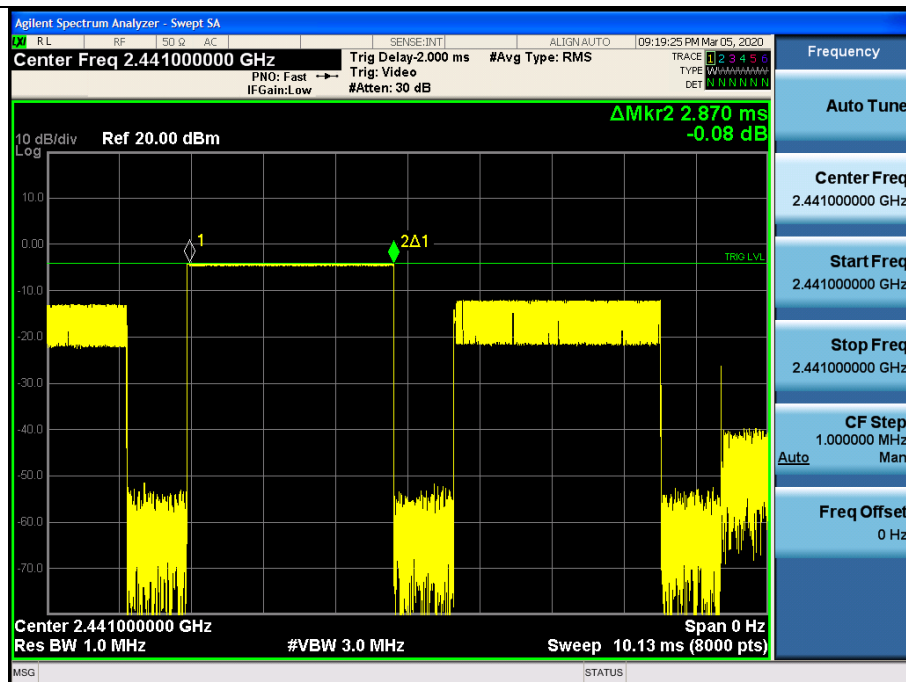 Agilent Spectrum Analyzer - Swept SA
LXI RL RF 50 Ω AC SENSE:INT ALIGN AUTO 09:19:25 PM Mar 05, 2020
Center Freq 2.441000000 GHz
PNO: Fast
IFGain:Low
Trig Delay-2.000 ms
Trig: Video
#Atten: 30 dB
#Avg Type: RMS
TRACE 1 2 3 4 5 6
TYPE WWWWWW
DET N N N N N N
ΔMkr2 2.870 ms
-0.08 dB
10 dB/div Ref 20.00 dBm
Log
10.0
0.00
-10.0
-20.0
-30.0
-40.0
-50.0
-60.0
-70.0
1
2Δ1
TRIG LVL
Center 2.441000000 GHz Span 0 Hz
Res BW 1.0 MHz #VBW 3.0 MHz Sweep 10.13 ms (8000 pts)
MSG STATUS
Frequency
Auto Tune
Center Freq
2.441000000 GHz
Start Freq
2.441000000 GHz
Stop Freq
2.441000000 GHz
CF Step
1.000000 MHz
Auto Man
Freq Offset
0 Hz